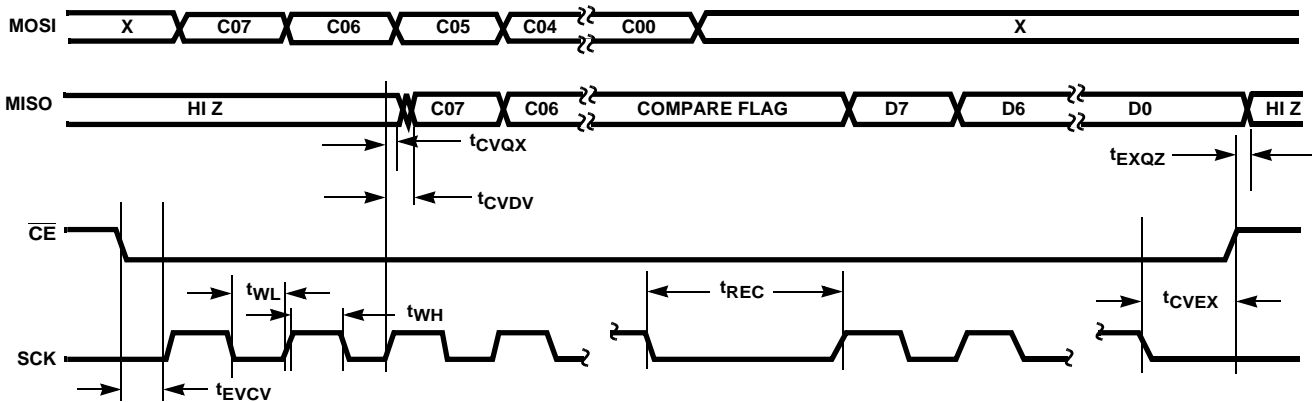 MOSI X C07 C06 C05 C04 C00 X
MISO HI Z C07 C06 COMPARE FLAG D7 D6 D0 HI Z
tCVQX tEXQZ
tCVDV
CE
tWL tREC tCVEX
tWH
SCK
tEVCV